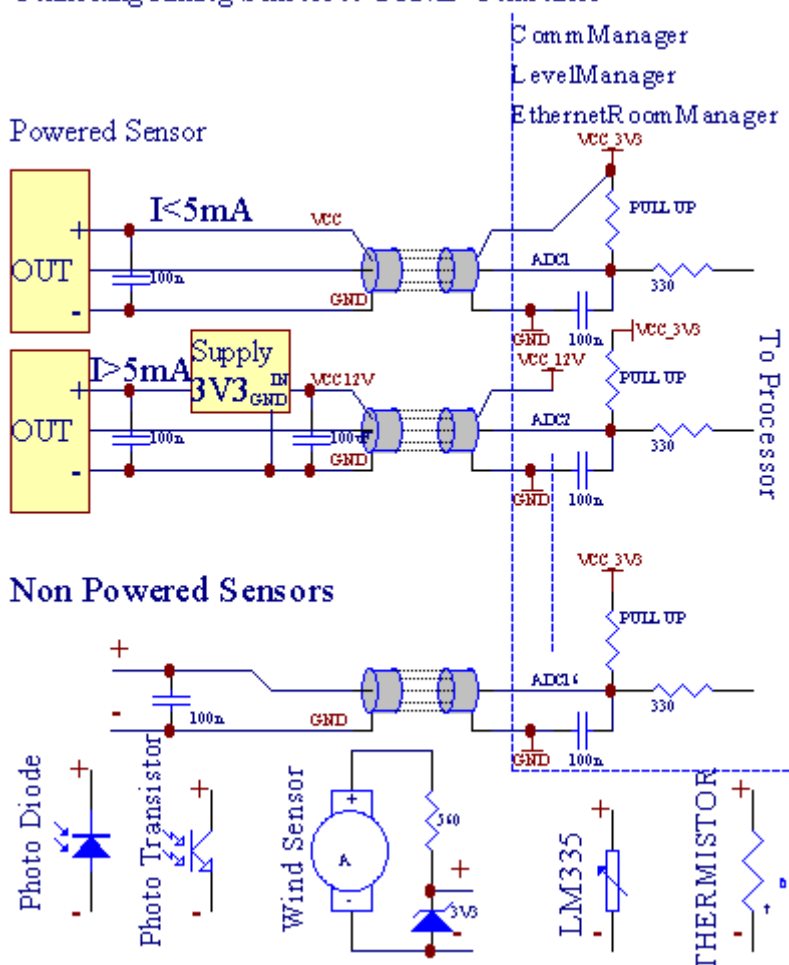 CommManager
LevelManager
EthernetRoomManager
Powered Sensor
VCC_3V3
I<5mA
VCC
PULL UP
+
OUT
100n
ADC1
330
-
GND
GND
100n
VCC_3V3
Supply
3V3
IN
GND
I>5mA
VCC12V
VCC_12V
PULL UP
+
OUT
100n
ADC2
330
-
GND
GND
100n
To Processor
VCC_3V3
Non Powered Sensors
PULL UP
+
ADC16
330
-
100n
GND
GND
100n
Photo Diode
+
-
Photo Transistor
+
-
Wind Sensor
+
A
-
560
+
3V3
-
LM335
+
-
THERMISTOR
+
t
-